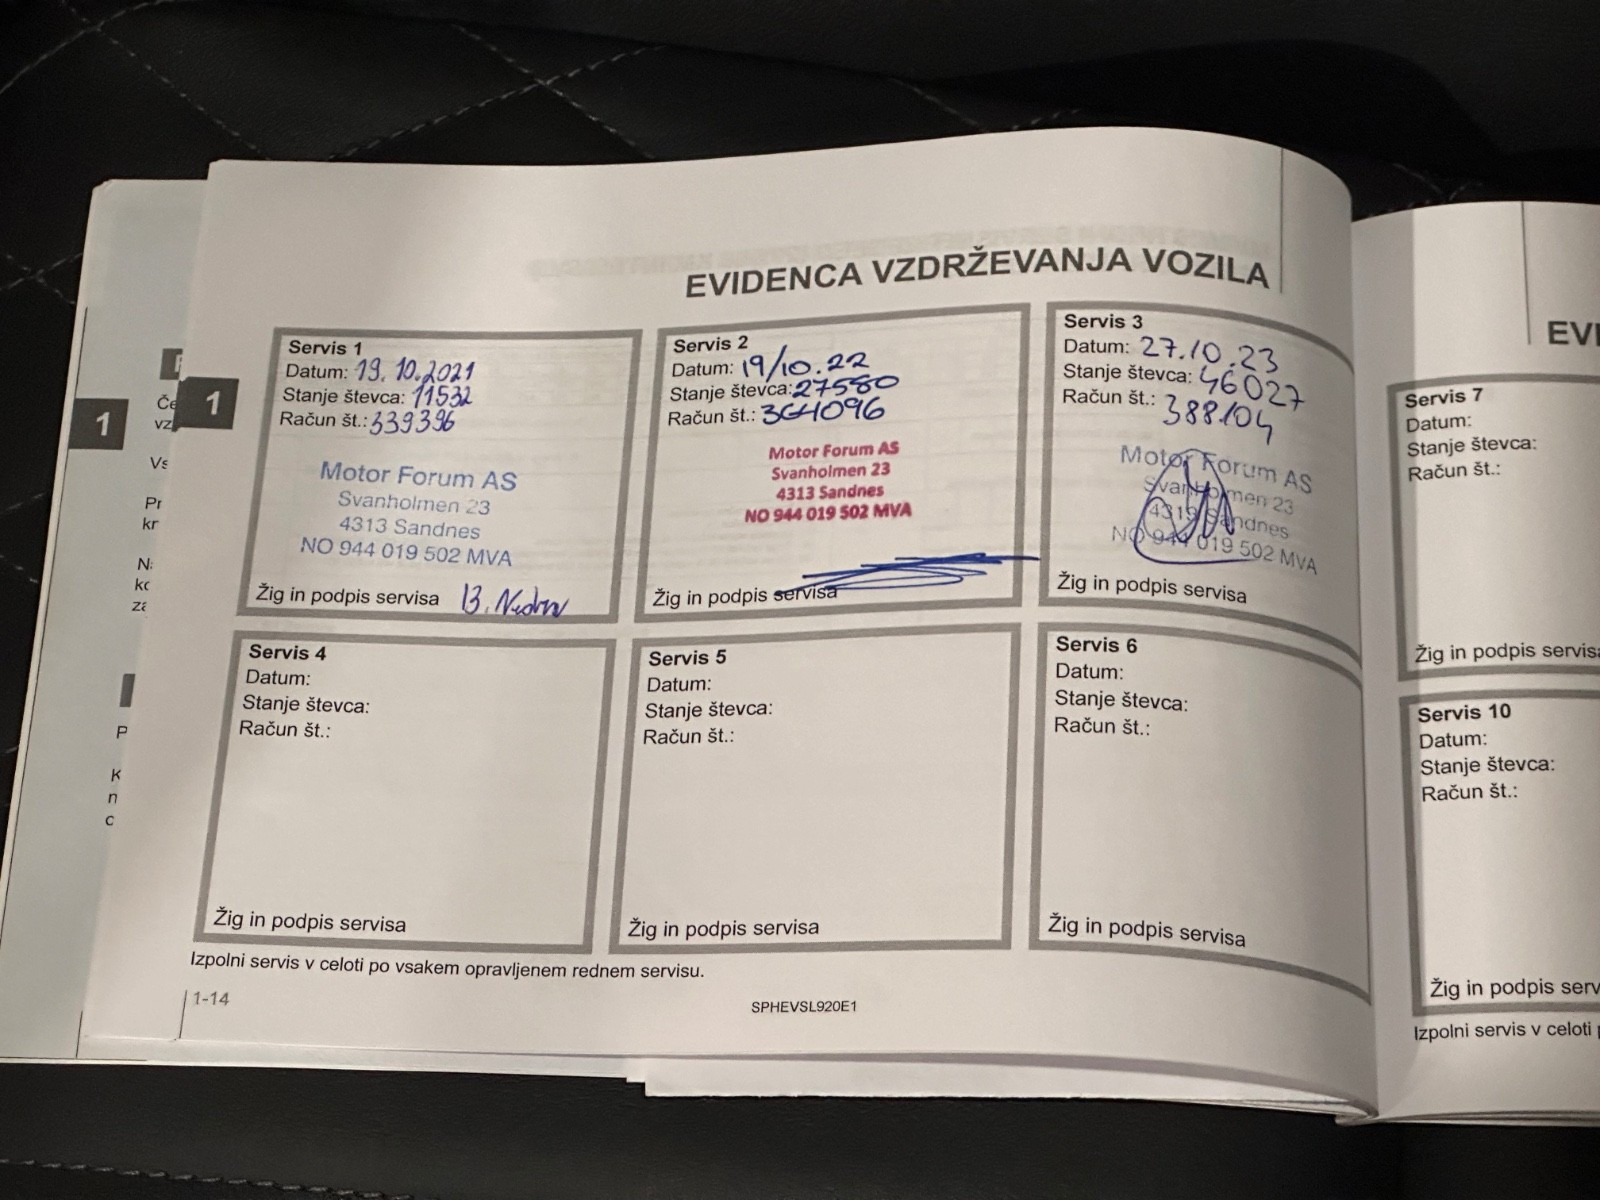 EVIDENCA VZDRŽEVANJA VOZILA
1
1
Servis 1
Datum: 19.10.2021
Stanje števca: 11532
Račun št.: 339396
Motor Forum AS
Svanholmen 23
4313 Sandnes
NO 944 019 502 MVA
Žig in podpis servisa
Servis 2
Datum: 19/10.22
Stanje števca: 27580
Račun št.: 364096
Motor Forum AS
Svanholmen 23
4313 Sandnes
NO 944 019 502 MVA
Žig in podpis servisa
Servis 3
Datum: 27.10.23
Stanje števca: 46027
Račun št.: 388104
Motor Forum AS
Svanholmen 23
4313 Sandnes
NO 944 019 502 MVA
Žig in podpis servisa
Servis 4
Datum:
Stanje števca:
Račun št.:
Žig in podpis servisa
Servis 5
Datum:
Stanje števca:
Račun št.:
Žig in podpis servisa
Servis 6
Datum:
Stanje števca:
Račun št.:
Žig in podpis servisa
Izpolni servis v celoti po vsakem opravljenem rednem servisu.
1-14
SPHEVSL920E1
EVI
Servis 7
Datum:
Stanje števca:
Račun št.:
Žig in podpis servisa
Servis 10
Datum:
Stanje števca:
Račun št.:
Žig in podpis serv
Izpolni servis v celoti